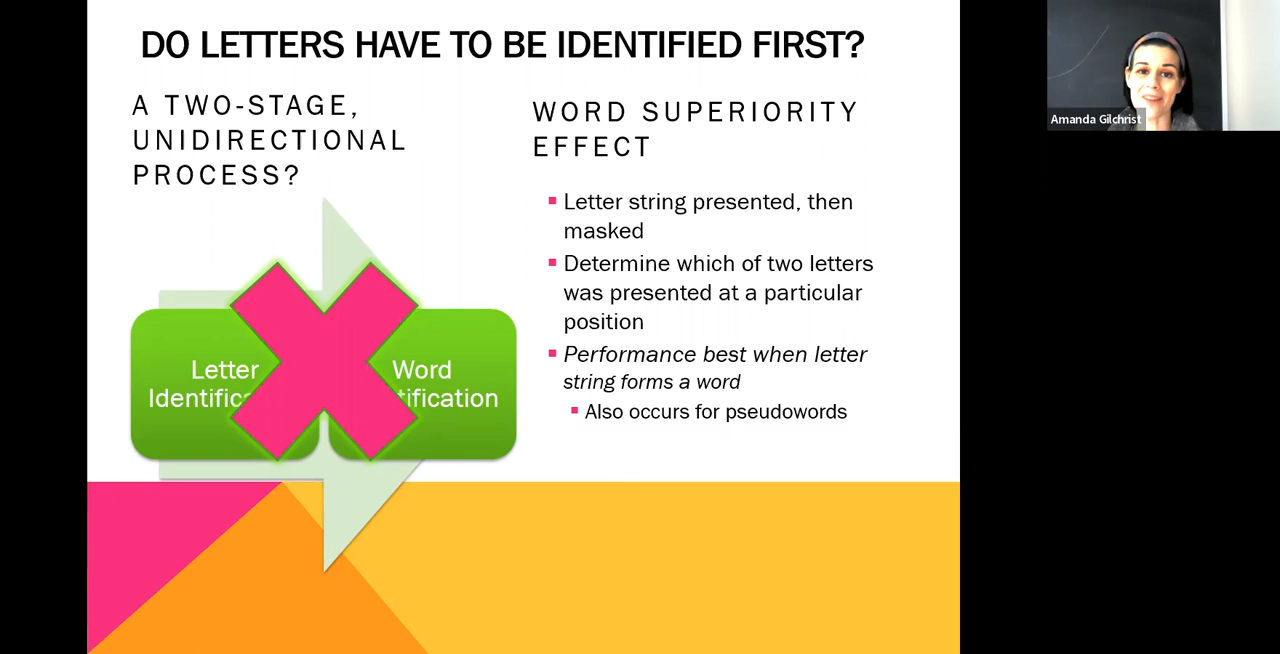 DO LETTERS HAVE TO BE IDENTIFIED FIRST?
A TWO-STAGE,
UNIDIRECTIONAL
PROCESS?
Letter
Identifica
Word
tification
WORD SUPERIORITY
EFFECT
Letter string presented, then
masked
Determine which of two letters
was presented at a particular
position
Performance best when letter
string forms a word
Also occurs for pseudowords
Amanda Gilchrist